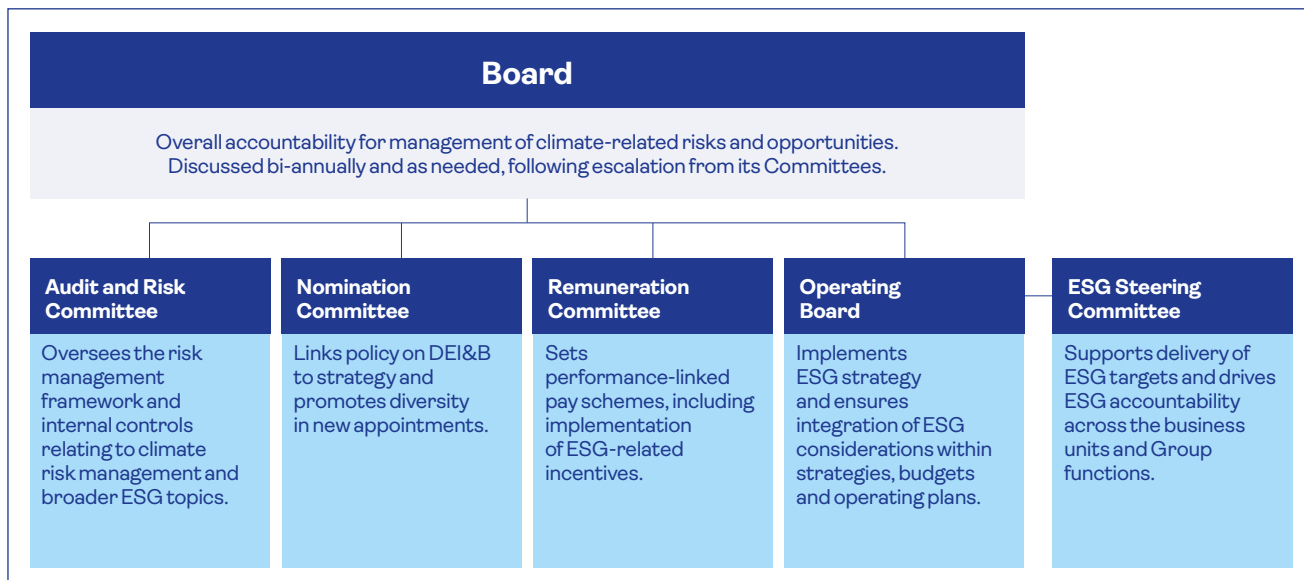 Board
Overall accountability for management of climate-related risks and opportunities.
Discussed bi-annually and as needed, following escalation from its Committees.
Audit and Risk
Committee
Oversees the risk
management
framework and
internal controls
relating to climate
risk management and
broader ESG topics.
Nomination
Committee
Links policy on DEI&B
to strategy and
promotes diversity
in new appointments.
Remuneration
Committee
Sets
performance-linked
pay schemes, including
implementation
of ESG-related
incentives.
Operating
Board
Implements
ESG strategy
and ensures
integration of ESG
considerations within
strategies, budgets
and operating plans.
ESG Steering
Committee
Supports delivery of
ESG targets and drives
ESG accountability
across the business
units and Group
functions.